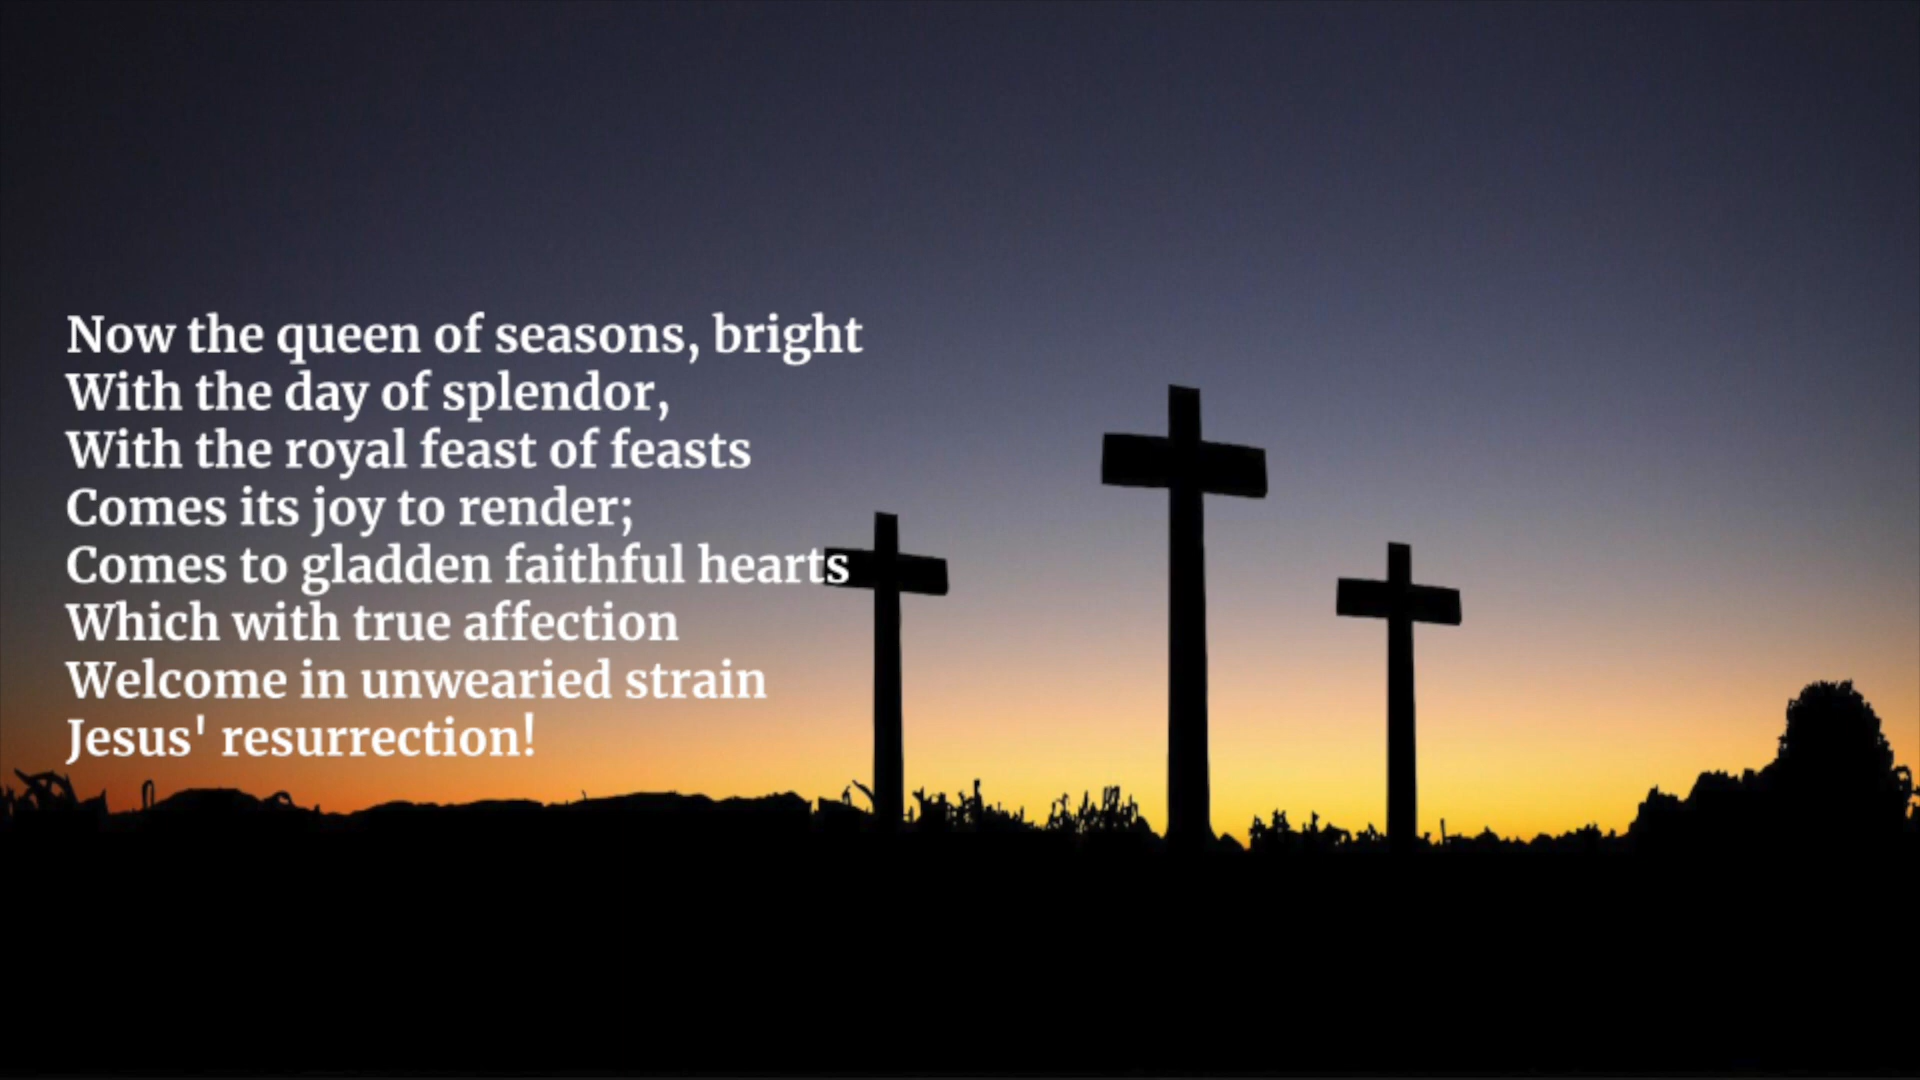 Now the queen of seasons, bright
With the day of splendor,
With the royal feast of feasts
Comes its joy to render;
Comes to gladden faithful hearts
Which with true affection
Welcome in unwearied strain
Jesus' resurrection!